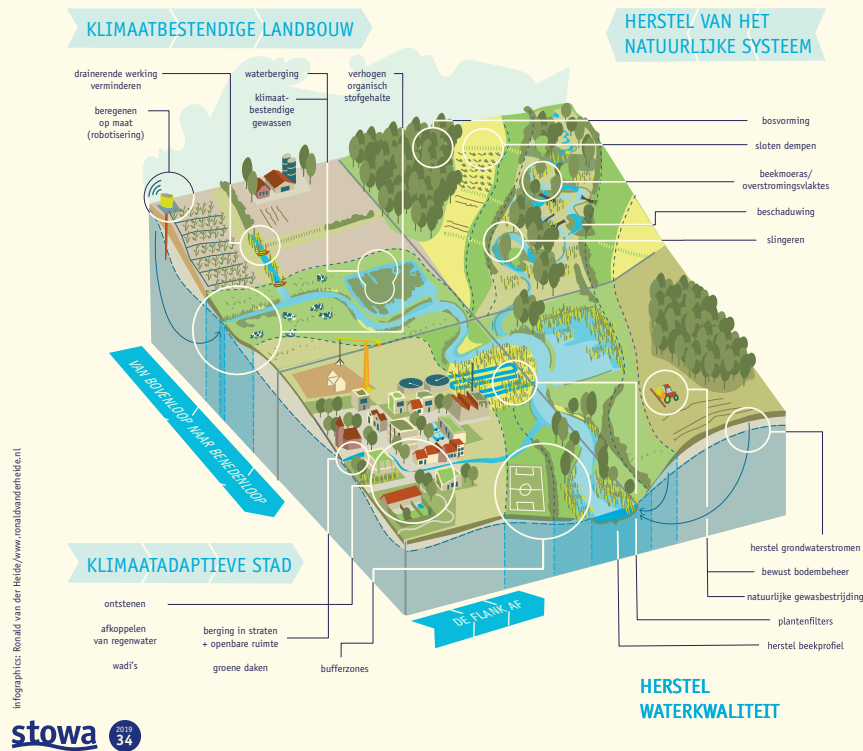 KLIMAATBESTENDIGE LANDBOUW
HERSTEL VAN HET
NATUURLIJKE SYSTEEM
drainerende werking
verminderen
beregenen
op maat
(robotisering)
waterberging
klimaat-
bestendige
gewassen
verhogen
organisch
stofgehalte
bosvorming
sloten dempen
beekmoeras/
overstromingsvlaktes
beschaduwing
slingeren
VAN BOVENLOOP NAAR BENEDENLOOP
KLIMAATADAPTIEVE STAD
ontstenen
afkoppelen
van regenwater
wadi's
berging in straten
+ openbare ruimte
groene daken
bufferzones
DE FLANK AF
herstel grondwaterstromen
bewust bodembeheer
natuurlijke gewasbestrijding
plantenfilters
herstel beekprofiel
HERSTEL
WATERKWALITEIT
infographics: Ronald van der Heide/www.ronaldvanderheide.nl
stowa
2019
34